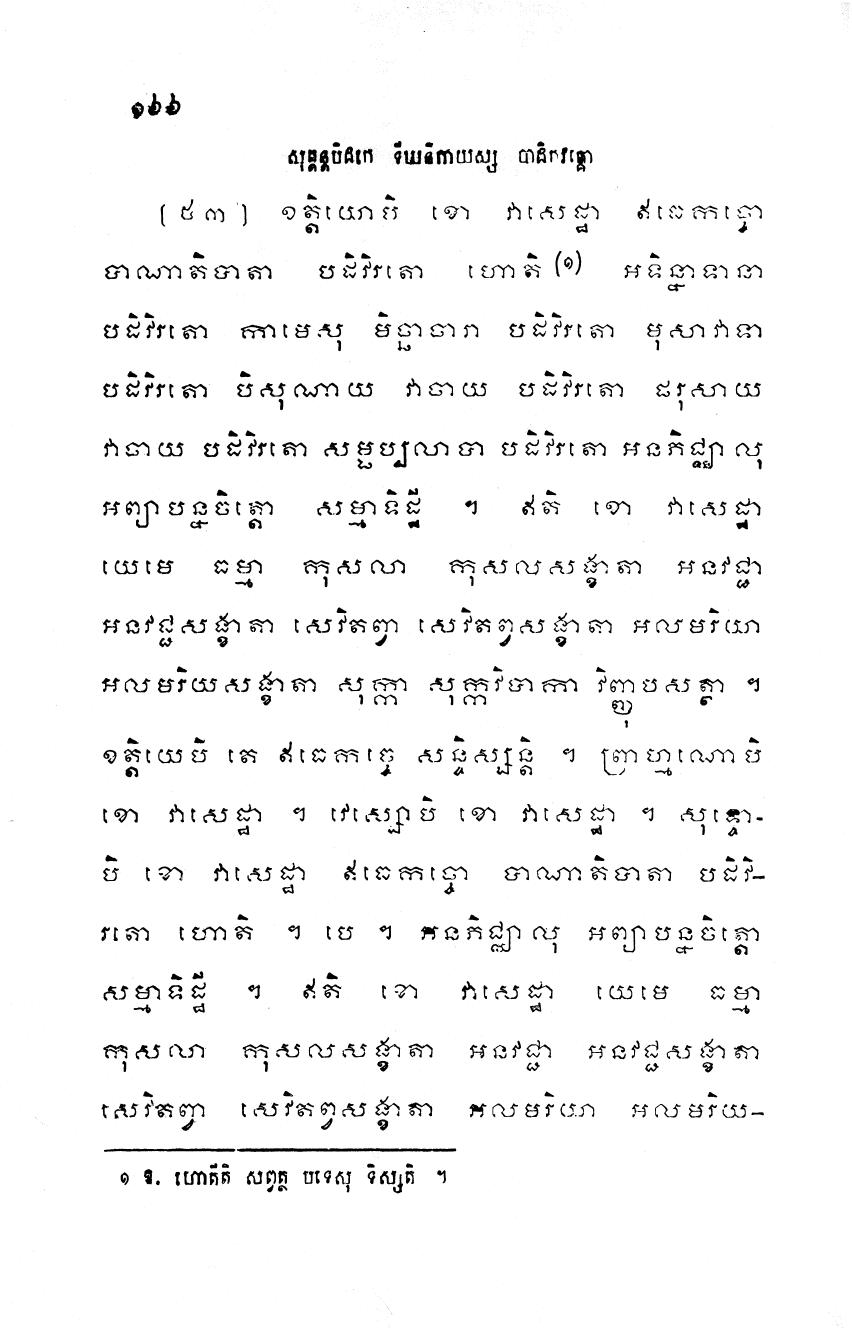 ១៦៦
សុត្តន្តបិដកេ ទីឃនិកាយស្ស បាដិកវគ្គោ
[៥៣] ខត្តិយោបិ ខោ វាសេដ្ឋា ឥធេកច្ចោ
បាណាតិបាតា បដិវិរតោ ហោតិ (១) អទិន្នាទានា
បដិវិរតោ កាមេសុ មិច្ឆាចារា បដិវិរតោ មុសាវាទា
បដិវិរតោ បិសុណាយ វាចាយ បដិវិរតោ ផរុសាយ
វាចាយ បដិវិរតោ សម្ផប្បលាបា បដិវិរតោ អនភិជ្ឈាលុ
អព្យាបន្នចិត្តោ សម្មាទិដ្ឋី ។ ឥតិ ខោ វាសេដ្ឋា
យេមេ ធម្មា កុសលា កុសលសង្ខាតា អនវជ្ជា
អនវជ្ជសង្ខាតា សេវិតព្វា សេវិតព្វសង្ខាតា អលមរិយា
អលមរិយសង្ខាតា សុក្កា សុក្កវិបាកា វិញ្ញុបសត្ថា ។
ខត្តិយេបិ តេ ឥធេកច្ចេ សន្ទិស្សន្តិ ។ ព្រាហ្មណោបិ
ខោ វាសេដ្ឋា ។ វេស្សោបិ ខោ វាសេដ្ឋា ។ សុទ្ទោ-
បិ ខោ វាសេដ្ឋា ឥធេកច្ចោ បាណាតិបាតា បដិវិ-
រតោ ហោតិ ។ បេ ។ អនភិជ្ឈាលុ អព្យាបន្នចិត្តោ
សម្មាទិដ្ឋី ។ ឥតិ ខោ វាសេដ្ឋា យេមេ ធម្មា
កុសលា កុសលសង្ខាតា អនវជ្ជា អនវជ្ជសង្ខាតា
សេវិតព្វា សេវិតព្វសង្ខាតា អលមរិយា អលមរិយ-
១ ឱ. ហោតីតិ សព្វត្ថ បទេសុ ទិស្សតិ ។